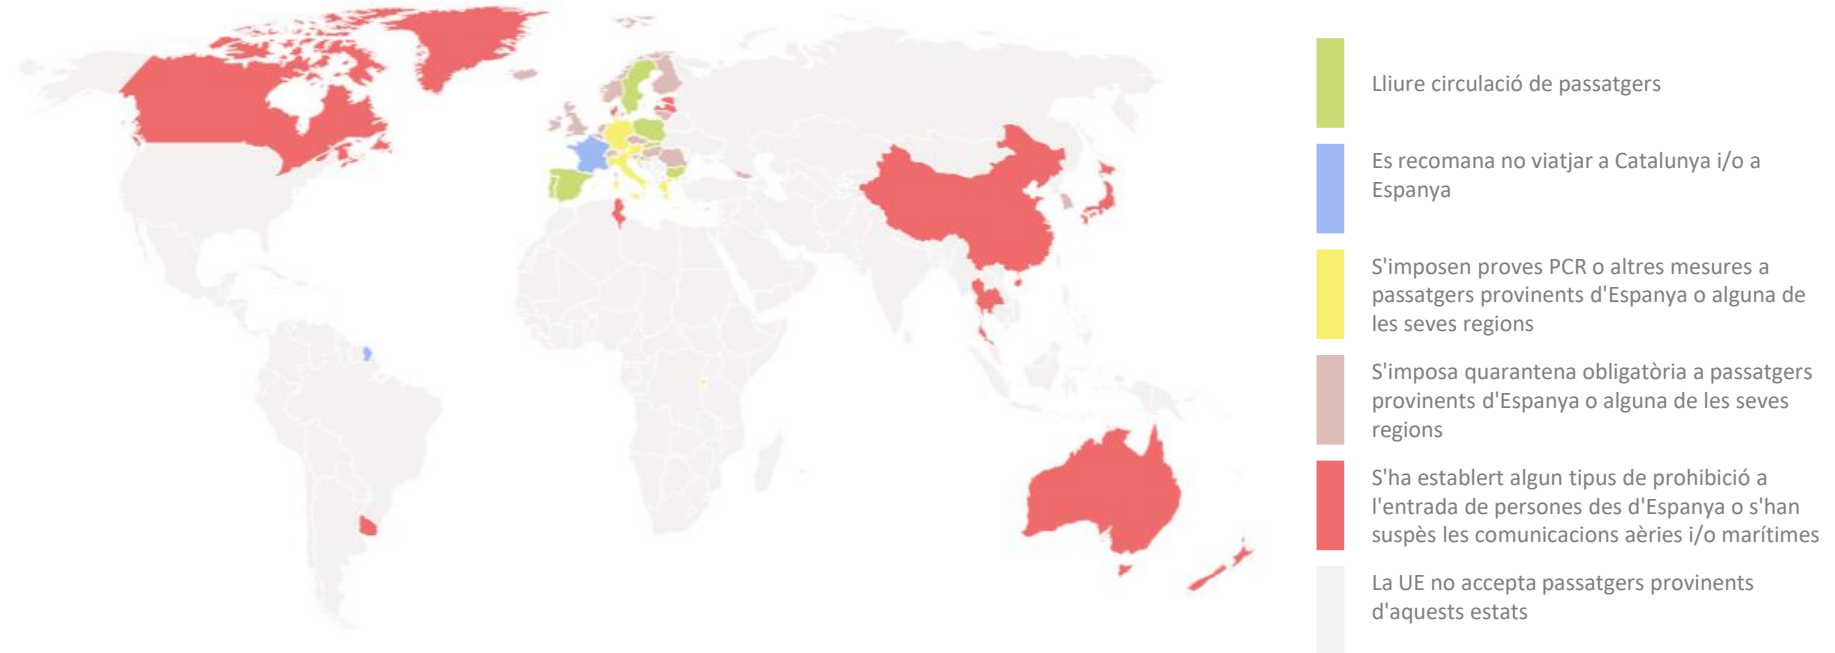 Lliure circulació de passatgers
Es recomana no viatjar a Catalunya i/o a
Espanya
S'imposen proves PCR o altres mesures a
passatgers provinents d'Espanya o alguna de
les seves regions
S'imposa quarantena obligatòria a passatgers
provinents d'Espanya o alguna de les seves
regions
S'ha establert algun tipus de prohibició a
l'entrada de persones des d'Espanya o s'han
suspès les comunicacions aèries i/o marítimes
La UE no accepta passatgers provinents
d'aquests estats